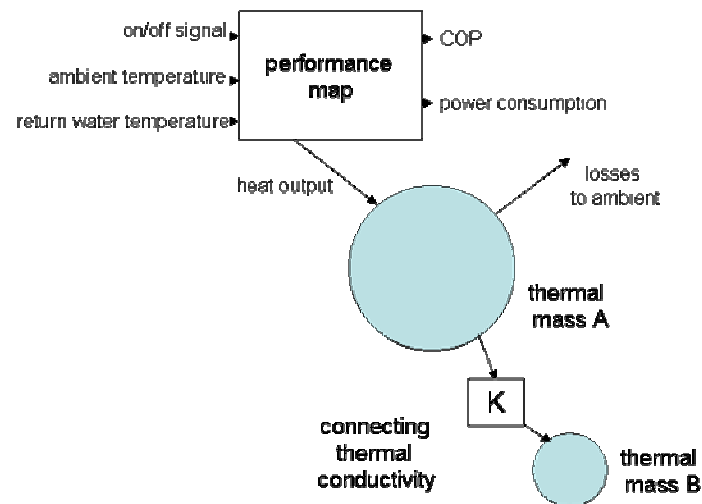 on/off signal
ambient temperature
return water temperature
performance
map
COP
power consumption
heat output
losses
to ambient
thermal
mass A
K
connecting
thermal
conductivity
thermal
mass B